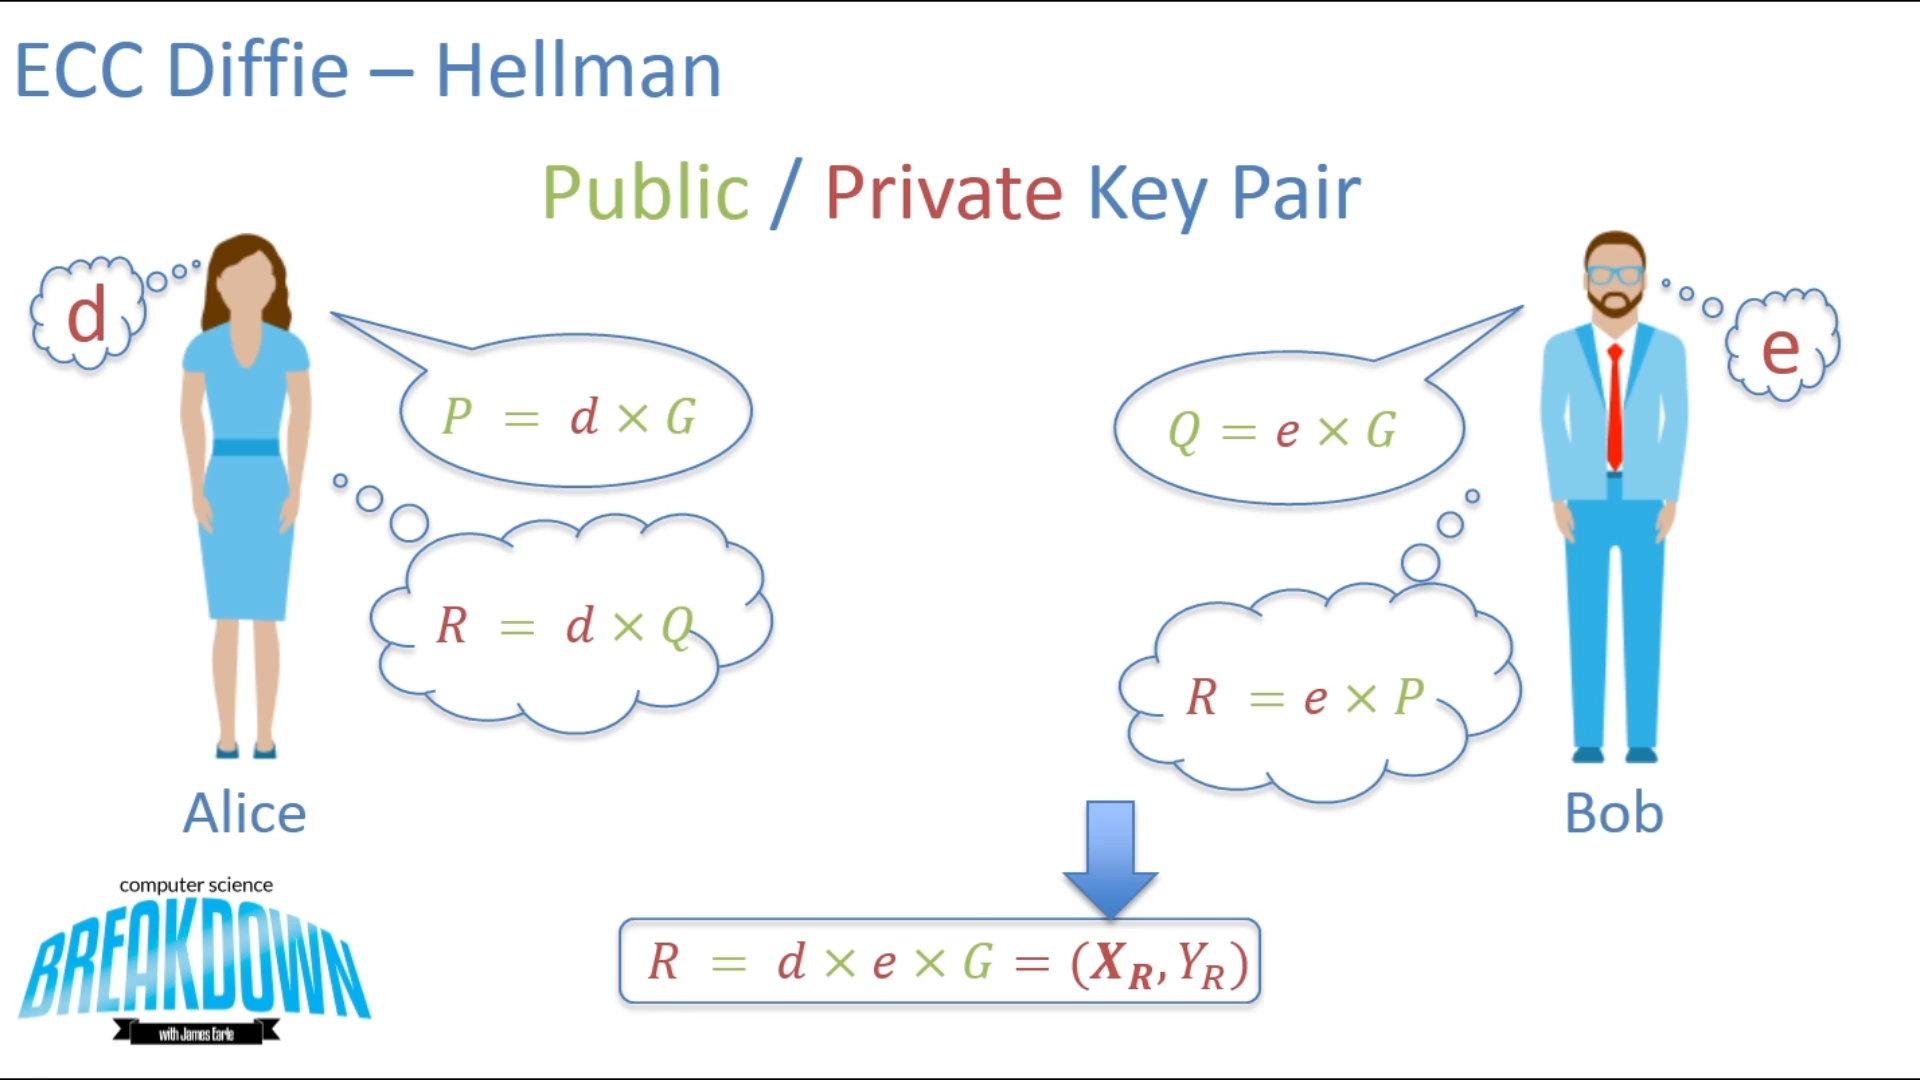 ECC Diffie – Hellman
Public / Private Key Pair
d
e
P = d × G
Q = e × G
R = d × Q
R = e × P
Alice
Bob
R = d × e × G = (X_R, Y_R)
computer science
BREAKDOWN
with James Earle